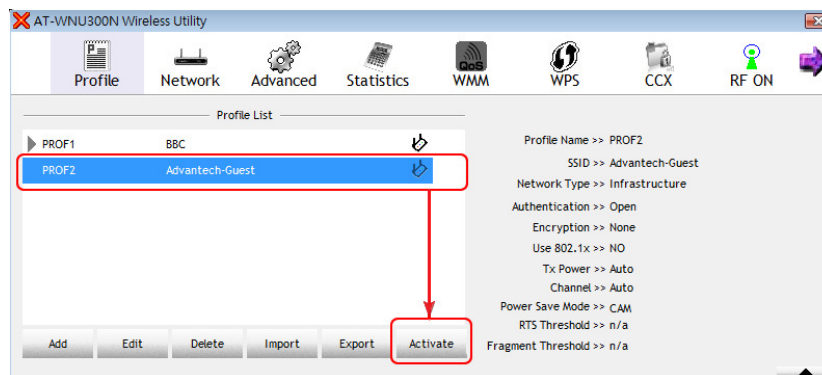 AT-WNU300N Wireless Utility
Profile Network Advanced Statistics QoS WMM WPS CCX RF ON
Profile List
PROF1 BBC
PROF2 Advantech-Guest
Profile Name >> PROF2
SSID >> Advantech-Guest
Network Type >> Infrastructure
Authentication >> Open
Encryption >> None
Use 802.1x >> NO
Tx Power >> Auto
Channel >> Auto
Power Save Mode >> CAM
RTS Threshold >> n/a
Fragment Threshold >> n/a
Add Edit Delete Import Export Activate